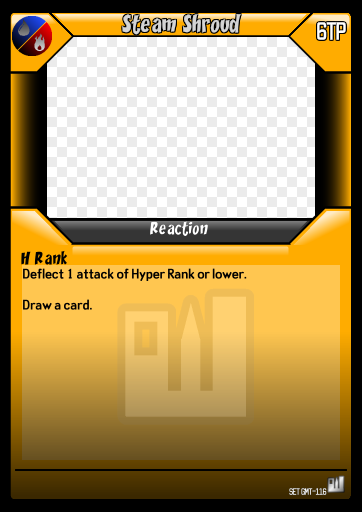 Steam Shroud
6TP
Reaction
H Rank
Deflect 1 attack of Hyper Rank or lower.
Draw a card.
SET GMT-116